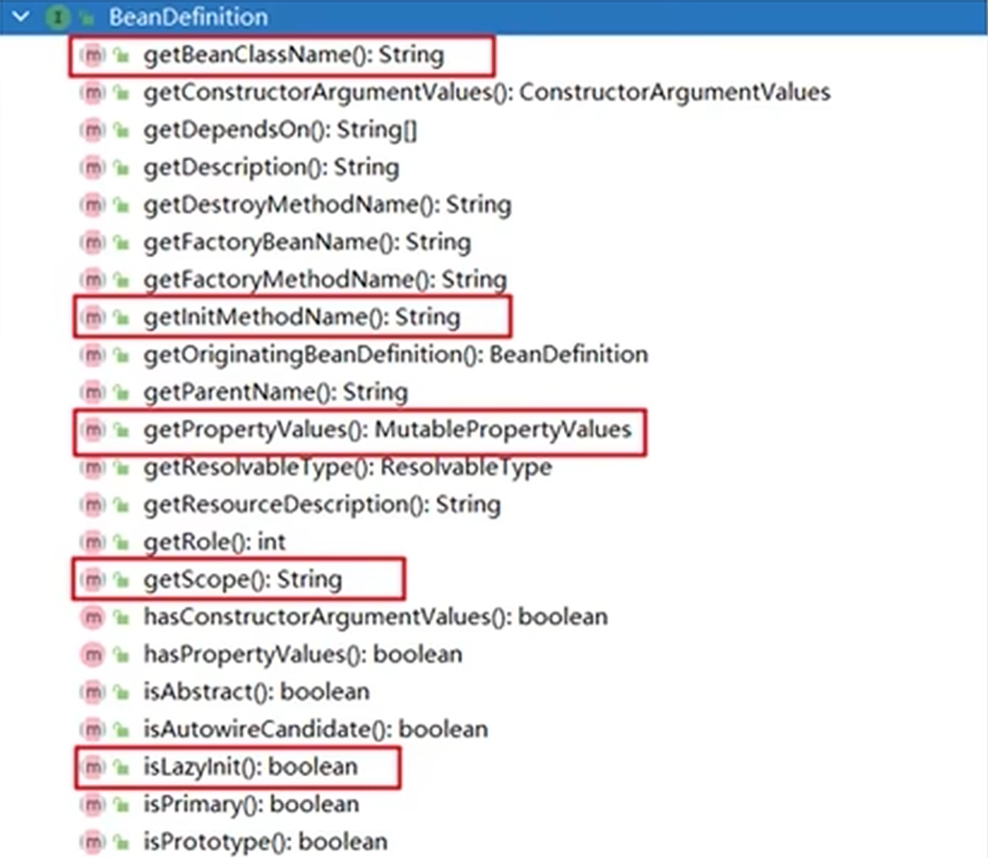 BeanDefinition
getBeanClassName(): String
getConstructorArgumentValues(): ConstructorArgumentValues
getDependsOn(): String[]
getDescription(): String
getDestroyMethodName(): String
getFactoryBeanName(): String
getFactoryMethodName(): String
getInitMethodName(): String
getOriginatingBeanDefinition(): BeanDefinition
getParentName(): String
getPropertyValues(): MutablePropertyValues
getResolvableType(): ResolvableType
getResourceDescription(): String
getRole(): int
getScope(): String
hasConstructorArgumentValues(): boolean
hasPropertyValues(): boolean
isAbstract(): boolean
isAutowireCandidate(): boolean
isLazyInit(): boolean
isPrimary(): boolean
isPrototype(): boolean